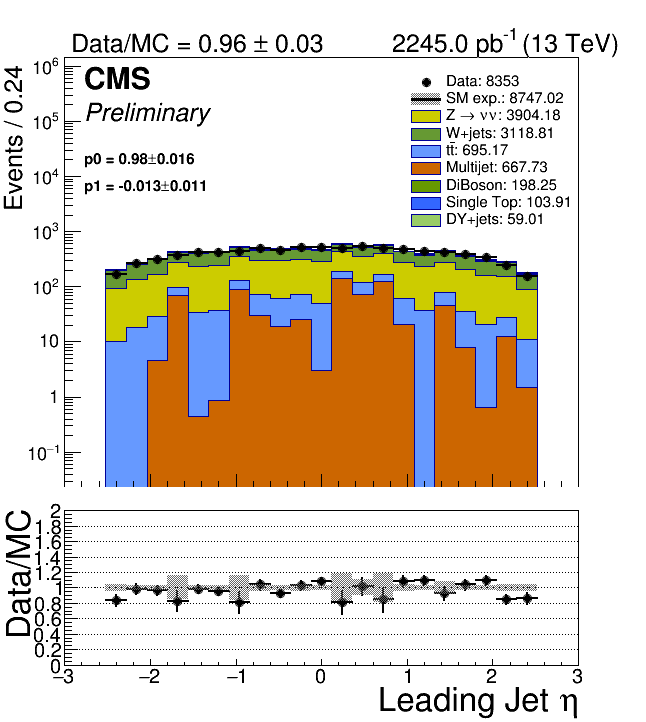 Data/MC = 0.96 ± 0.03 2245.0 pb⁻¹ (13 TeV)
CMS
Preliminary
p0 = 0.98±0.016
p1 = -0.013±0.011
Data: 8353
SM exp.: 8747.02
Z → νν: 3904.18
W+jets: 3118.81
tt̄: 695.17
Multijet: 667.73
DiBoson: 198.25
Single Top: 103.91
DY+jets: 59.01
Events / 0.24
10⁶
10⁵
10⁴
10³
10²
10
1
10⁻¹
Data/MC
2
1.8
1.6
1.4
1.2
1
0.8
0.6
0.4
0.2
0
−3 −2 −1 0 1 2 3
Leading Jet η